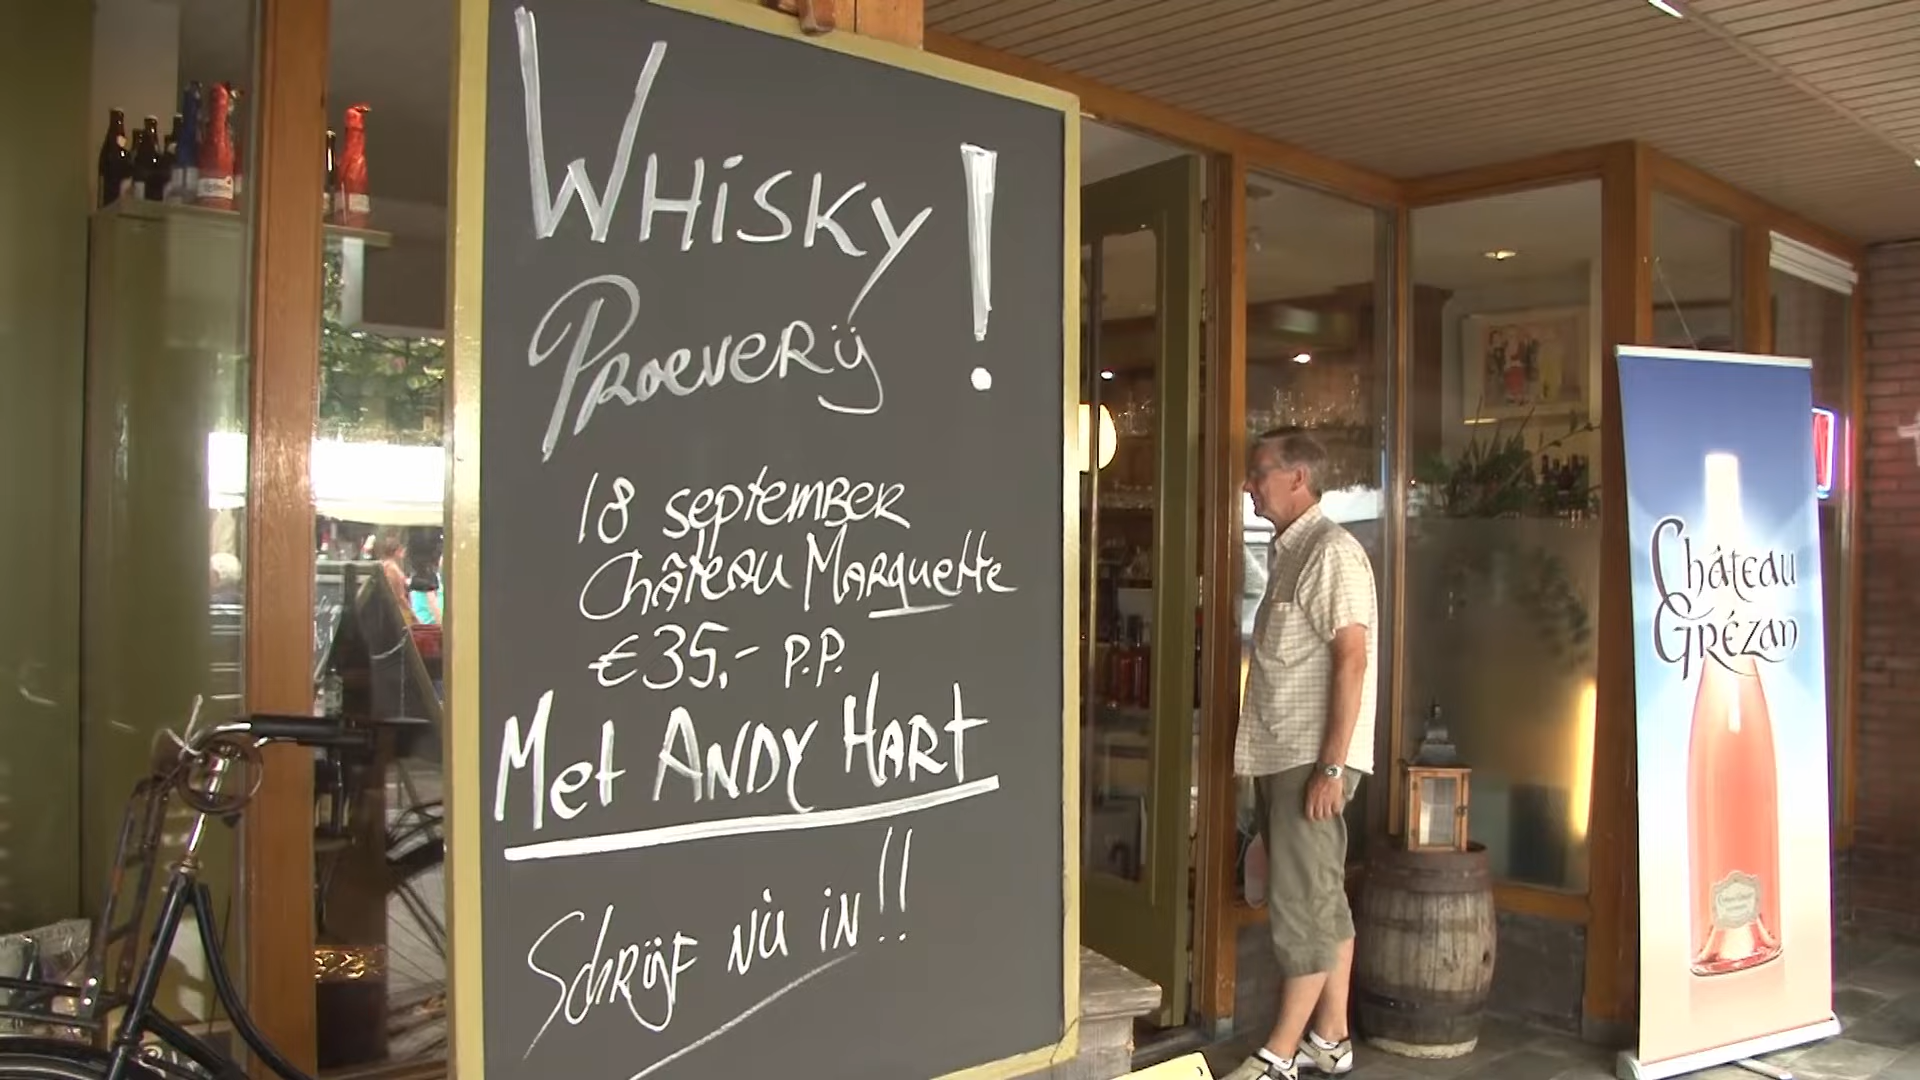 WHiSKY !
PROEVERij
18 september
Château Marquette
€35,- P.P.
Met ANDY HART
Schrijf nu in!!
Château
Grézan